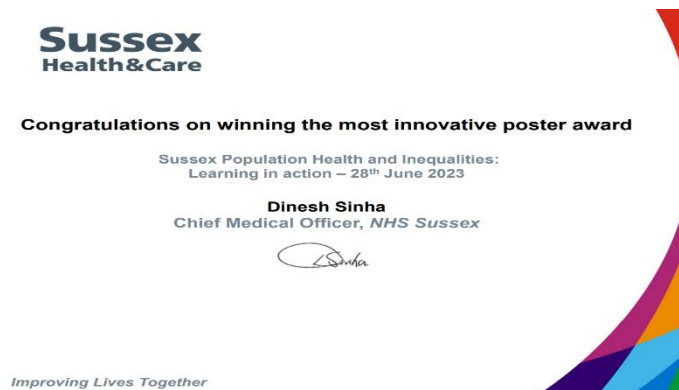 Sussex
Health&Care
Congratulations on winning the most innovative poster award
Sussex Population Health and Inequalities:
Learning in action – 28th June 2023
Dinesh Sinha
Chief Medical Officer, NHS Sussex
Sinha
Improving Lives Together